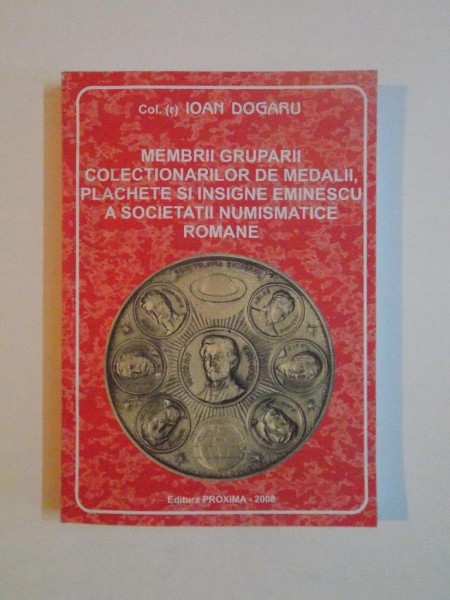 Col. (r) IOAN DOGARU
MEMBRII GRUPARII
COLECTIONARILOR DE MEDALII,
PLACHETE SI INSIGNE EMINESCU
A SOCIETATII NUMISMATICE
ROMANE
Editura PROXIMA - 2008